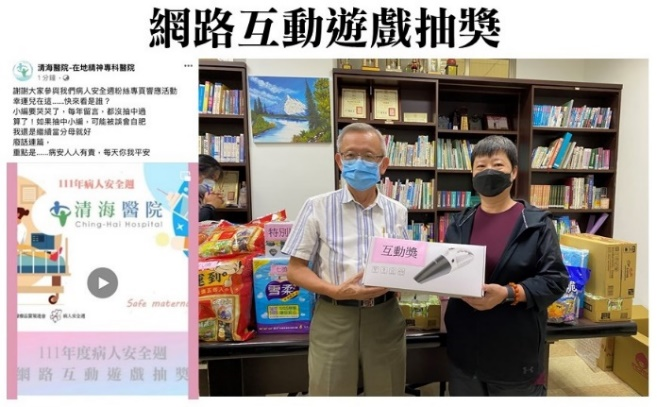 網路互動遊戲抽獎
清海醫院-在地精神專科醫院
1 分鐘
謝謝大家參與我們病人安全週粉絲專頁響應活動
幸運兒在這......快來看是誰？
小編要哭哭了，每年留言，都沒抽中過
算了！如果抽中小編，可能被誤會自肥
我還是繼續當分母就好
廢話連篇。
重點是......病安人人有責，每天你我平安
111年病人安全週
清海醫院
Ching-Hai Hospital
Safe matern
病人安全週
111年度病人安全週
網路互動遊戲抽獎
特別
雪柔
互動獎